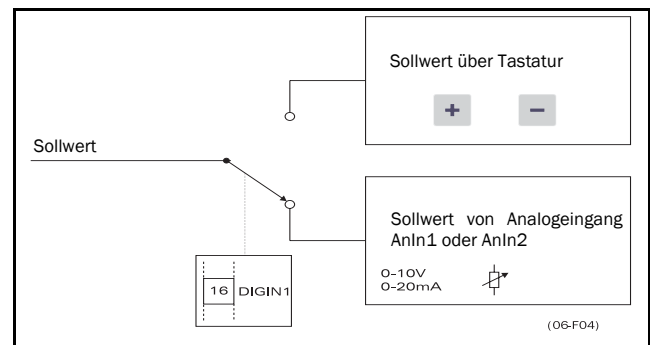 Sollwert über Tastatur
+ −
Sollwert
Sollwert von Analogeingang
AnIn1 oder AnIn2
0-10V
0-20mA
16 DIGIN1
(06-F04)